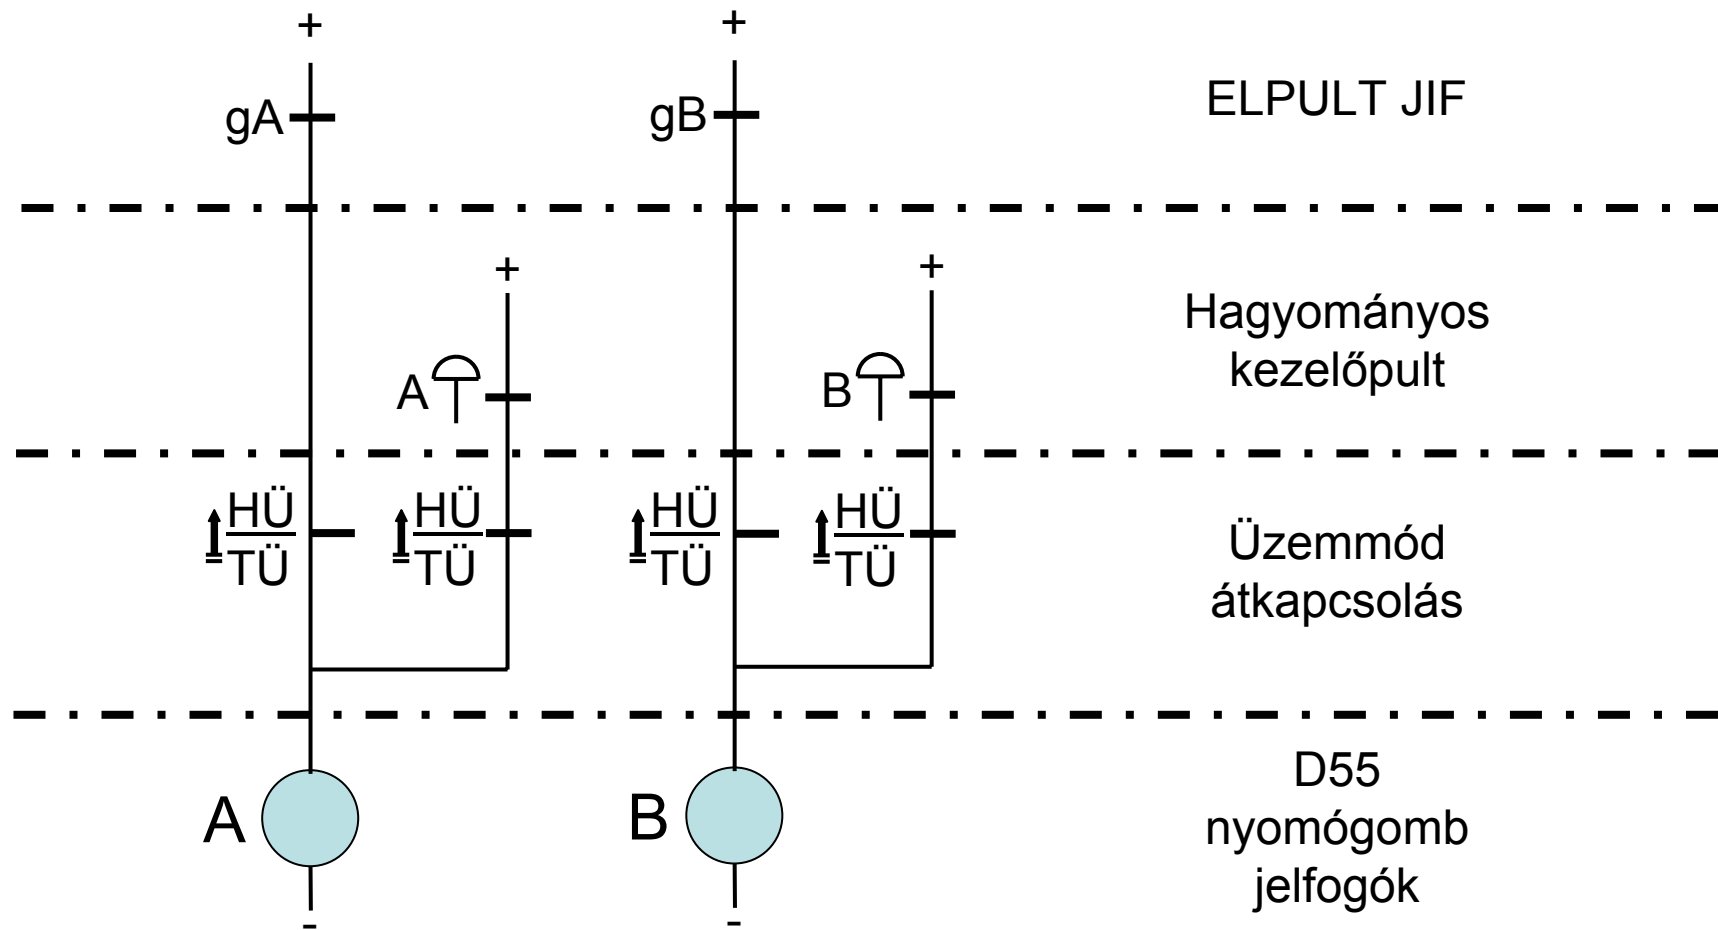 +
+
gA
gB
ELPULT JIF
+
+
Hagyományos
kezelőpult
A
B
HÜ
TÜ
HÜ
TÜ
HÜ
TÜ
HÜ
TÜ
Üzemmód
átkapcsolás
A
B
D55
nyomógomb
jelfogók
-
-